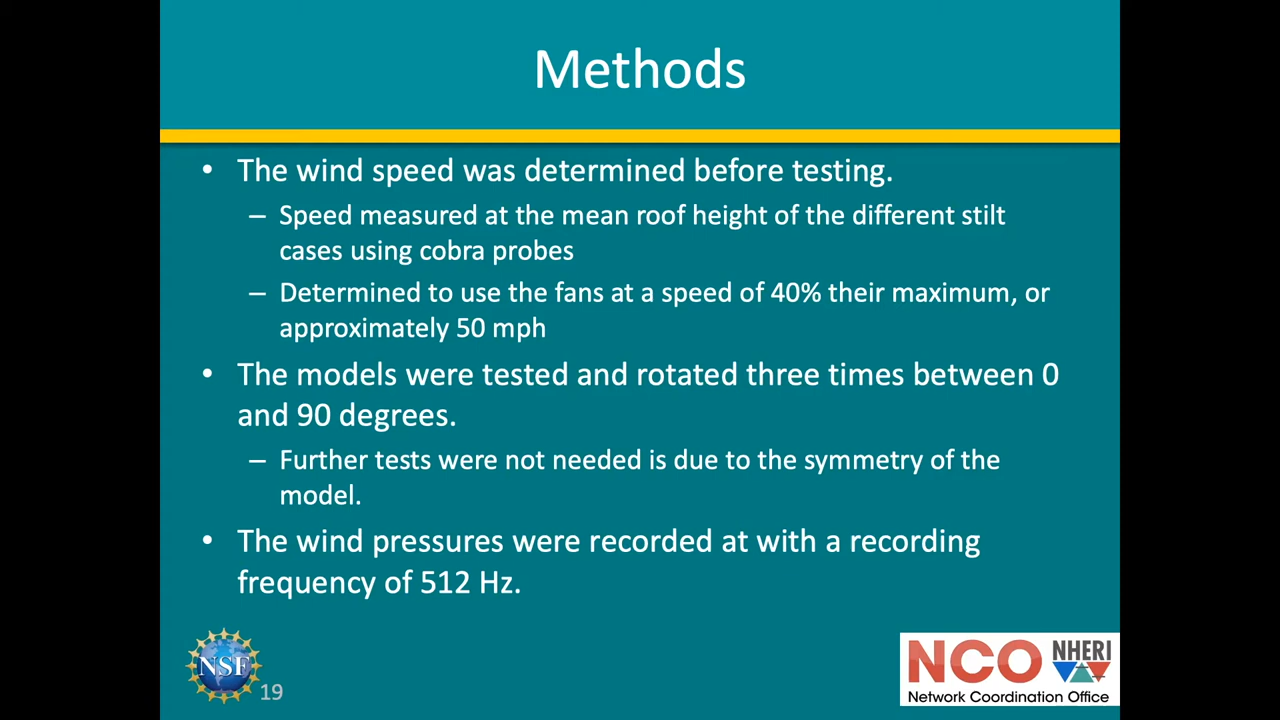 Methods
• The wind speed was determined before testing.
– Speed measured at the mean roof height of the different stilt
cases using cobra probes
– Determined to use the fans at a speed of 40% their maximum, or
approximately 50 mph
• The models were tested and rotated three times between 0
and 90 degrees.
– Further tests were not needed is due to the symmetry of the
model.
• The wind pressures were recorded at with a recording
frequency of 512 Hz.
NSF
19
NCO NHERI
Network Coordination Office